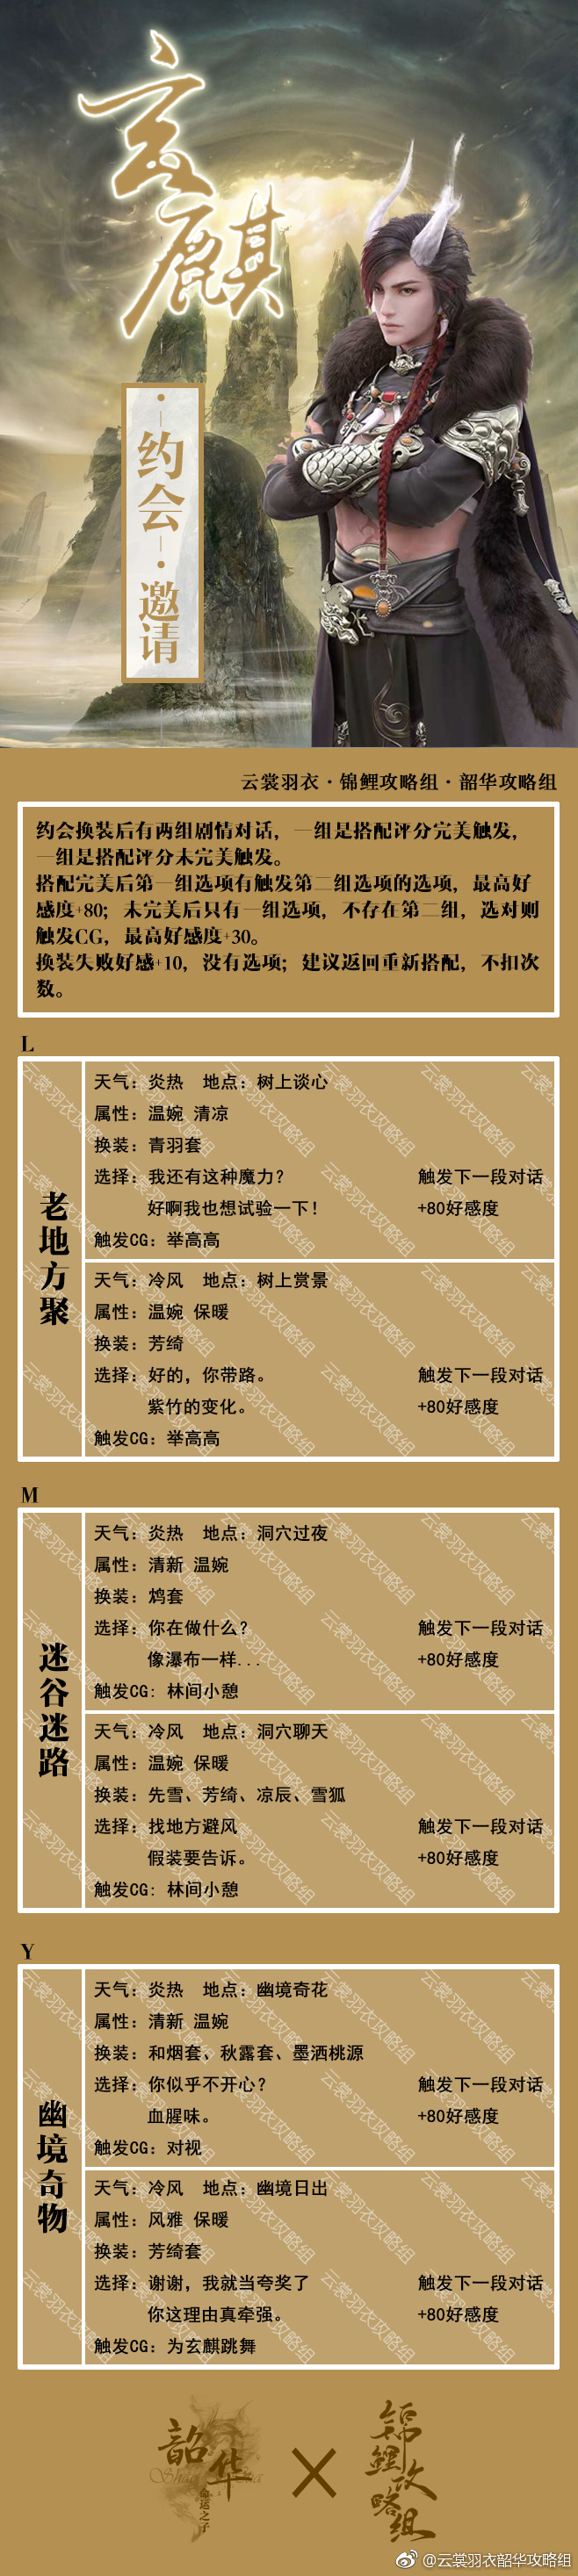 玄麒
·约会·邀请
云裳羽衣·锦鲤攻略组·韶华攻略组
约会换装后有两组剧情对话，一组是搭配评分完美触发，
一组是搭配评分未完美触发。
搭配完美后第一组选项有触发第二组选项的选项，最高好
感度+80；未完美后只有一组选项，不存在第二组，选对则
触发CG，最高好感度+30。
换装失败好感+10，没有选项；建议返回重新搭配，不扣次
数。
L
老地方聚
天气：炎热 地点：树上谈心
属性：温婉 清凉
换装：青羽套
选择：我还有这种魔力？ 触发下一段对话
好啊我也想试验一下！ +80好感度
触发CG：举高高
天气：冷风 地点：树上赏景
属性：温婉 保暖
换装：芳绮
选择：好的，你带路。 触发下一段对话
紫竹的变化。 +80好感度
触发CG：举高高
M
迷谷迷路
天气：炎热 地点：洞穴过夜
属性：清新 温婉
换装：鸩套
选择：你在做什么？ 触发下一段对话
像瀑布一样... +80好感度
触发CG：林间小憩
天气：冷风 地点：洞穴聊天
属性：温婉 保暖
换装：先雪、芳绮、凉辰、雪狐
选择：找地方避风 触发下一段对话
假装要告诉。 +80好感度
触发CG：林间小憩
Y
幽境奇物
天气：炎热 地点：幽境奇花
属性：清新 温婉
换装：和烟套、秋露套、墨洒桃源
选择：你似乎不开心？ 触发下一段对话
血腥味。 +80好感度
触发CG：对视
天气：冷风 地点：幽境日出
属性：风雅 保暖
换装：芳绮套
选择：谢谢，我就当夸奖了 触发下一段对话
你这理由真牵强。 +80好感度
触发CG：为玄麒跳舞
韶华
命运之子
×
锦鲤攻略组
@云裳羽衣韶华攻略组
云裳羽衣攻略组